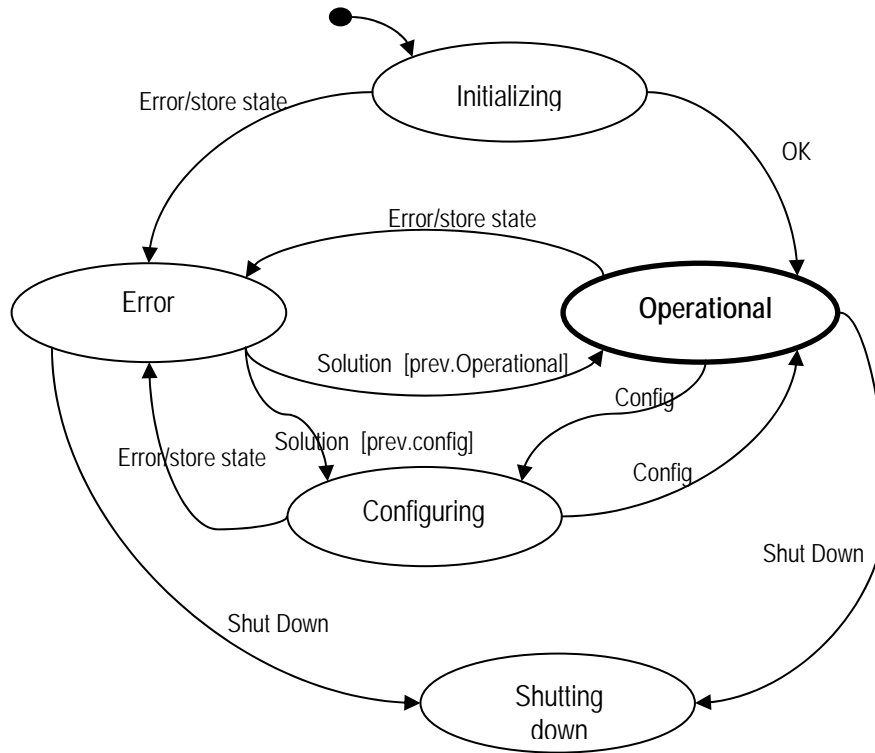 Initializing
Error/store state
OK
Error/store state
Error
Operational
Solution [prev.Operational]
Config
Solution [prev.config]
Error/store state
Config
Configuring
Shut Down
Shut Down
Shutting
down